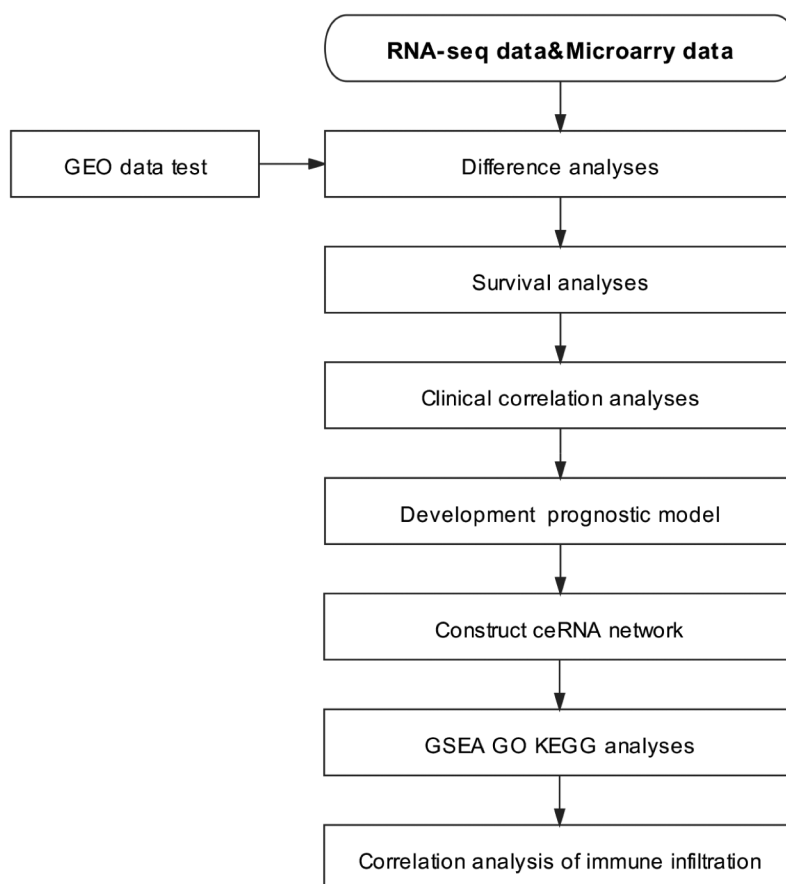 RNA-seq data&Microarry data
GEO data test
Difference analyses
Survival analyses
Clinical correlation analyses
Development prognostic model
Construct ceRNA network
GSEA GO KEGG analyses
Correlation analysis of immune infiltration